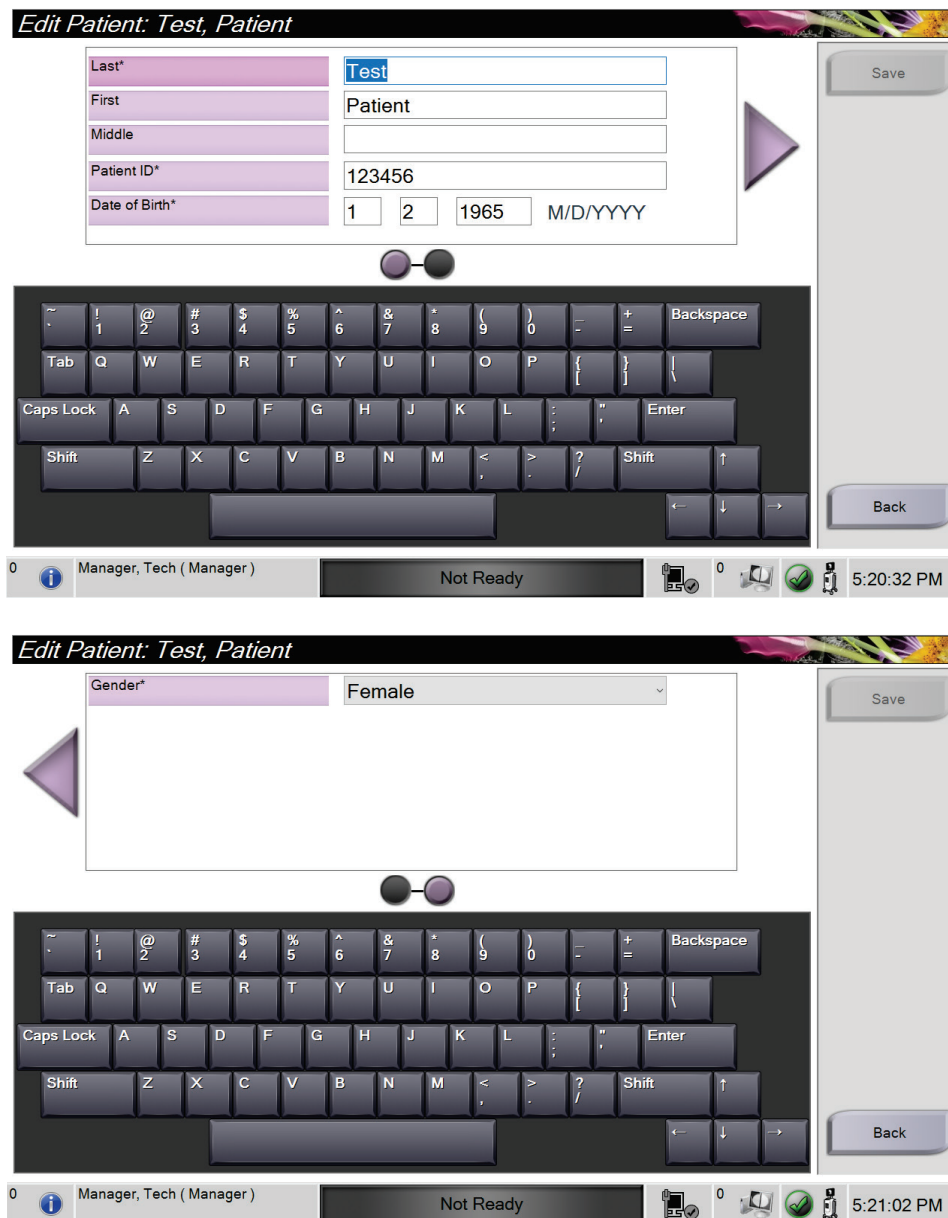 Edit Patient: Test, Patient
Last* Test
First Patient
Middle
Patient ID* 123456
Date of Birth* 1 2 1965 M/D/YYYY
Save
~ ! @ # $ % ^ & * ( ) _ + Backspace
` 1 2 3 4 5 6 7 8 9 0 - =
Tab Q W E R T Y U I O P { } |
[ ] \
Caps Lock A S D F G H J K L : " Enter
; '
Shift Z X C V B N M < > ? Shift ↑
, . /
← ↓ →
Back
0 Manager, Tech ( Manager ) Not Ready 0 5:20:32 PM
Edit Patient: Test, Patient
Gender* Female
Save
~ ! @ # $ % ^ & * ( ) _ + Backspace
` 1 2 3 4 5 6 7 8 9 0 - =
Tab Q W E R T Y U I O P { } |
[ ] \
Caps Lock A S D F G H J K L : " Enter
; '
Shift Z X C V B N M < > ? Shift ↑
, . /
← ↓ →
Back
0 Manager, Tech ( Manager ) Not Ready 0 5:21:02 PM